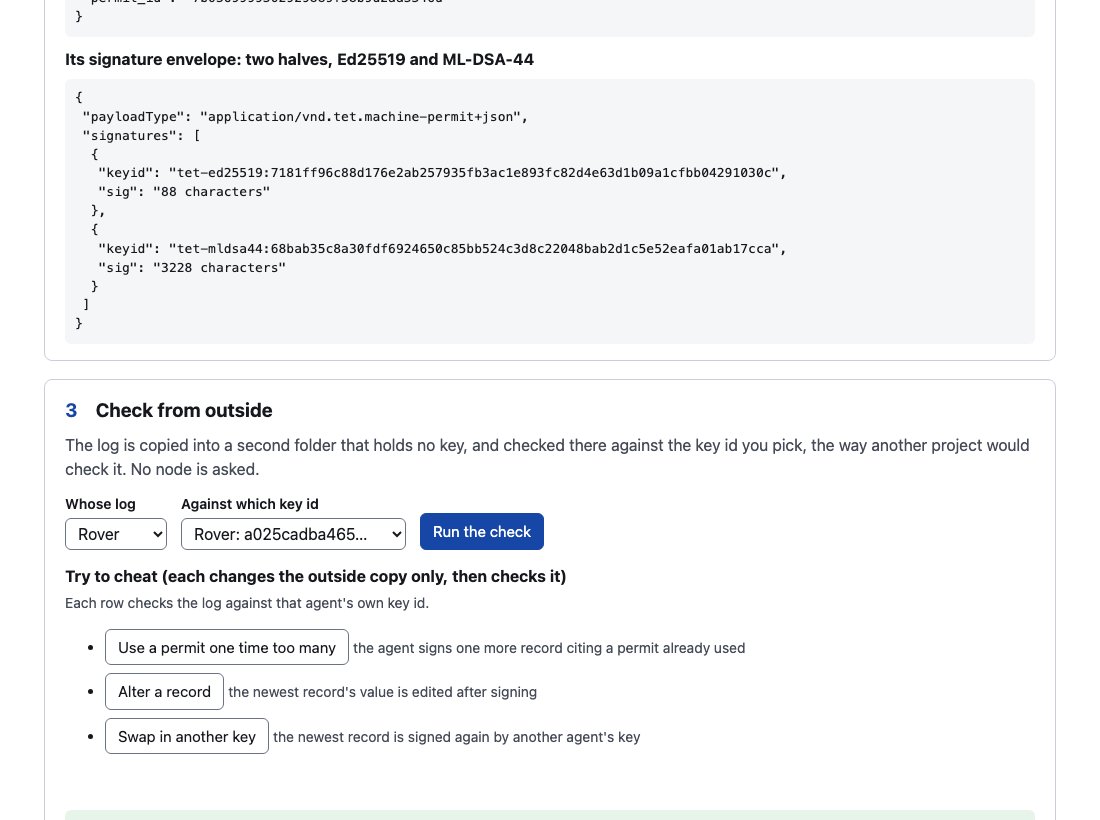 }
Its signature envelope: two halves, Ed25519 and ML-DSA-44
{
"payloadType": "application/vnd.tet.machine-permit+json",
"signatures": [
{
"keyid": "tet-ed25519:7181ff96c88d176e2ab257935fb3ac1e893fc82d4e63d1b09a1cfbb04291030c",
"sig": "88 characters"
},
{
"keyid": "tet-mldsa44:68bab35c8a30fdf6924650c85bb524c3d8c22048bab2d1c5e52eafa01ab17cca",
"sig": "3228 characters"
}
]
}
3 Check from outside
The log is copied into a second folder that holds no key, and checked there against the key id you pick, the way another project would
check it. No node is asked.
Whose log Against which key id
Rover Rover: a025cadba465... Run the check
Try to cheat (each changes the outside copy only, then checks it)
Each row checks the log against that agent's own key id.
• Use a permit one time too many the agent signs one more record citing a permit already used
• Alter a record the newest record's value is edited after signing
• Swap in another key the newest record is signed again by another agent's key